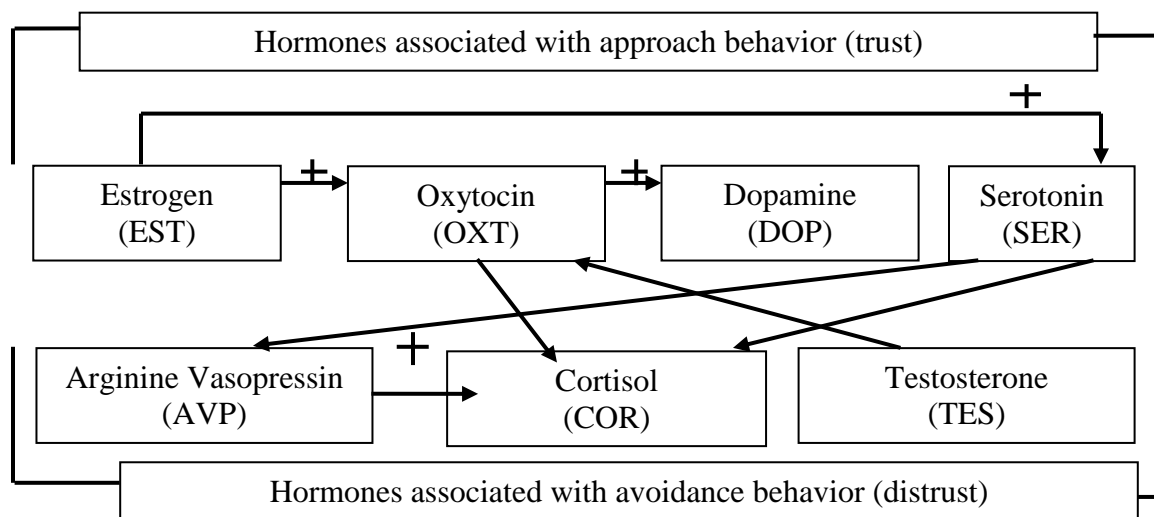 Hormones associated with approach behavior (trust)
+
Estrogen
(EST)
+
Oxytocin
(OXT)
+
Dopamine
(DOP)
Serotonin
(SER)
Arginine Vasopressin
(AVP)
+
Cortisol
(COR)
Testosterone
(TES)
Hormones associated with avoidance behavior (distrust)